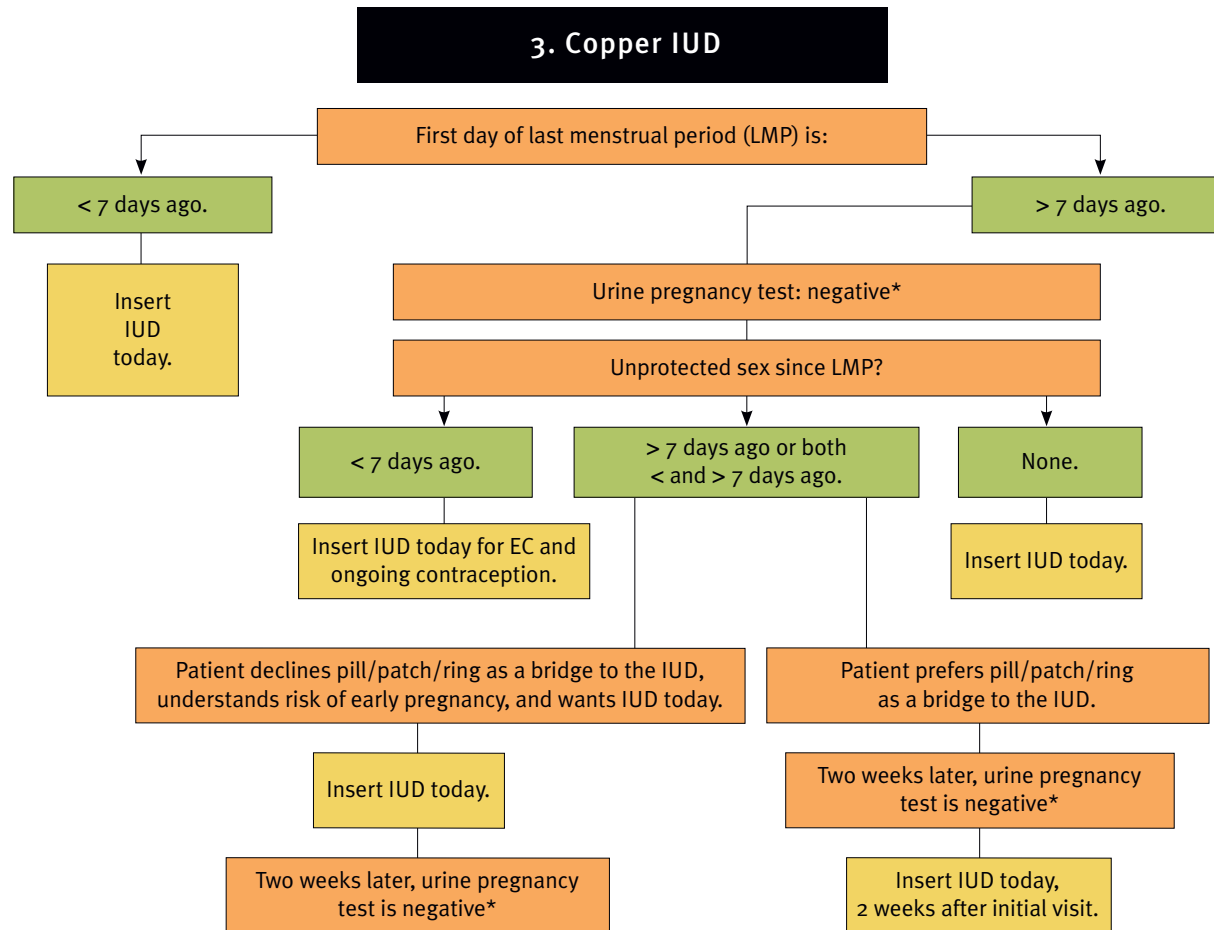 3. Copper IUD
First day of last menstrual period (LMP) is:
< 7 days ago.
> 7 days ago.
Insert
IUD
today.
Urine pregnancy test: negative*
Unprotected sex since LMP?
< 7 days ago.
> 7 days ago or both
< and > 7 days ago.
None.
Insert IUD today for EC and
ongoing contraception.
Insert IUD today.
Patient declines pill/patch/ring as a bridge to the IUD,
understands risk of early pregnancy, and wants IUD today.
Patient prefers pill/patch/ring
as a bridge to the IUD.
Insert IUD today.
Two weeks later, urine pregnancy
test is negative*
Two weeks later, urine pregnancy
test is negative*
Insert IUD today,
2 weeks after initial visit.